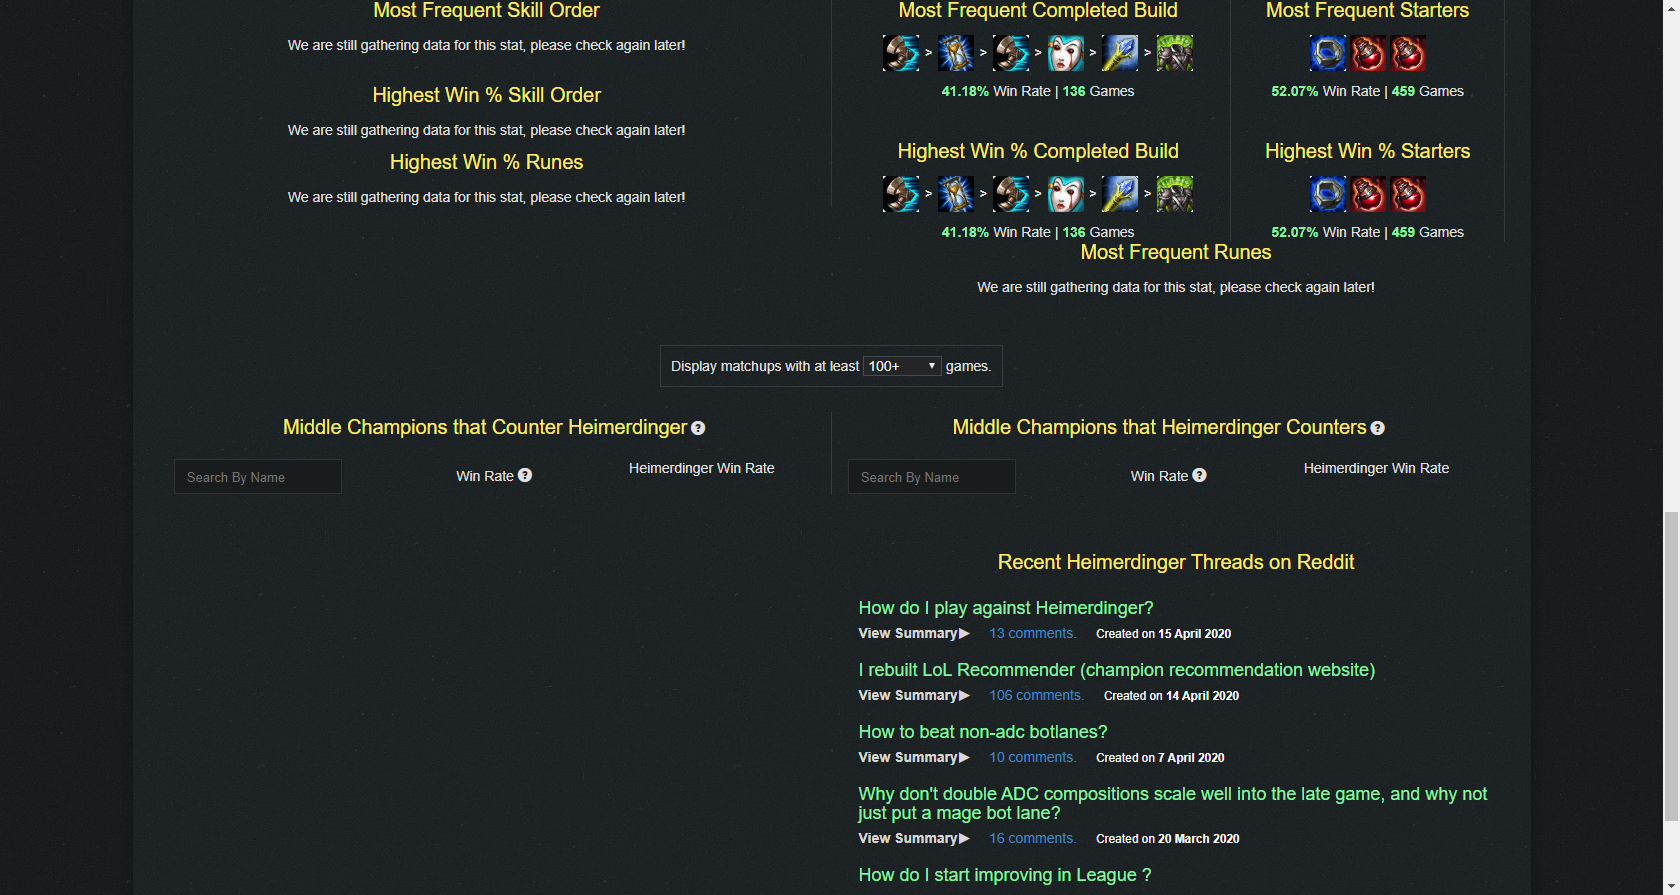 Most Frequent Skill Order
We are still gathering data for this stat, please check again later!
Highest Win % Skill Order
We are still gathering data for this stat, please check again later!
Highest Win % Runes
We are still gathering data for this stat, please check again later!
Most Frequent Completed Build
> > > > >
41.18% Win Rate | 136 Games
Highest Win % Completed Build
> > > > >
41.18% Win Rate | 136 Games
Most Frequent Starters
52.07% Win Rate | 459 Games
Highest Win % Starters
52.07% Win Rate | 459 Games
Most Frequent Runes
We are still gathering data for this stat, please check again later!
Display matchups with at least 100+ games.
Middle Champions that Counter Heimerdinger ?
Search By Name Win Rate ? Heimerdinger Win Rate
Middle Champions that Heimerdinger Counters ?
Search By Name Win Rate ? Heimerdinger Win Rate
Recent Heimerdinger Threads on Reddit
How do I play against Heimerdinger?
View Summary▶ 13 comments. Created on 15 April 2020
I rebuilt LoL Recommender (champion recommendation website)
View Summary▶ 106 comments. Created on 14 April 2020
How to beat non-adc botlanes?
View Summary▶ 10 comments. Created on 7 April 2020
Why don't double ADC compositions scale well into the late game, and why not
just put a mage bot lane?
View Summary▶ 16 comments. Created on 20 March 2020
How do I start improving in League ?